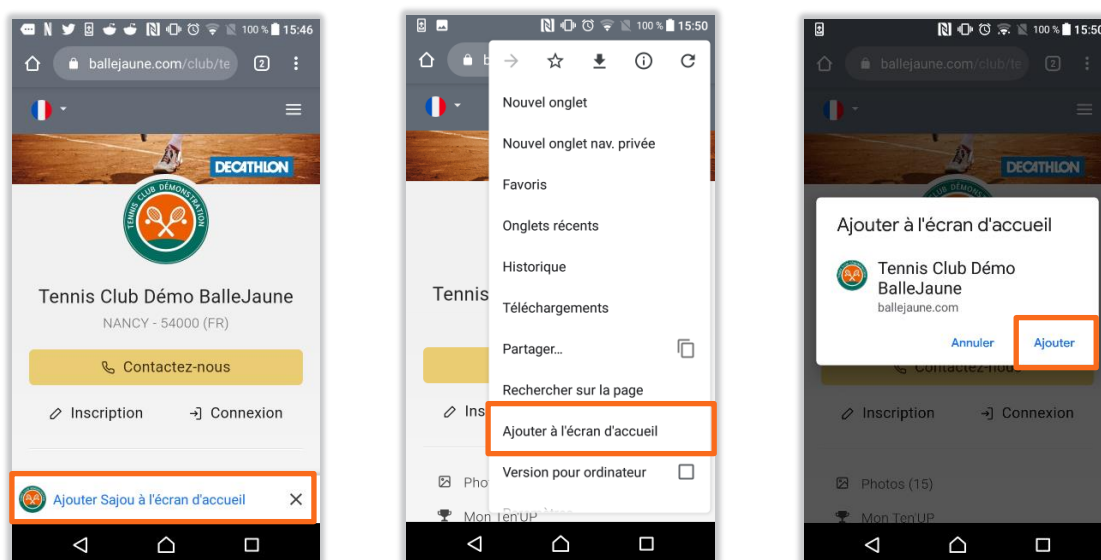 100 % 15:46
ballejaune.com/club/te 2
DECATHLON
TENNIS CLUB DÉMONSTRATION
Tennis Club Démo BalleJaune
NANCY - 54000 (FR)
Contactez-nous
Inscription Connexion
Ajouter Sajou à l'écran d'accueil
100 % 15:50
Nouvel onglet
Nouvel onglet nav. privée
Favoris
Onglets récents
Historique
Tennis
Téléchargements
Partager...
Rechercher sur la page
Ins
Ajouter à l'écran d'accueil
Version pour ordinateur
Pho
Mon Ten'UP
100 % 15:50
ballejaune.com/club/te 2
DECATHLON
Ajouter à l'écran d'accueil
Tennis Club Démo
BalleJaune
ballejaune.com
Annuler Ajouter
Contactez-nous
Inscription Connexion
Photos (15)
Mon Ten'UP